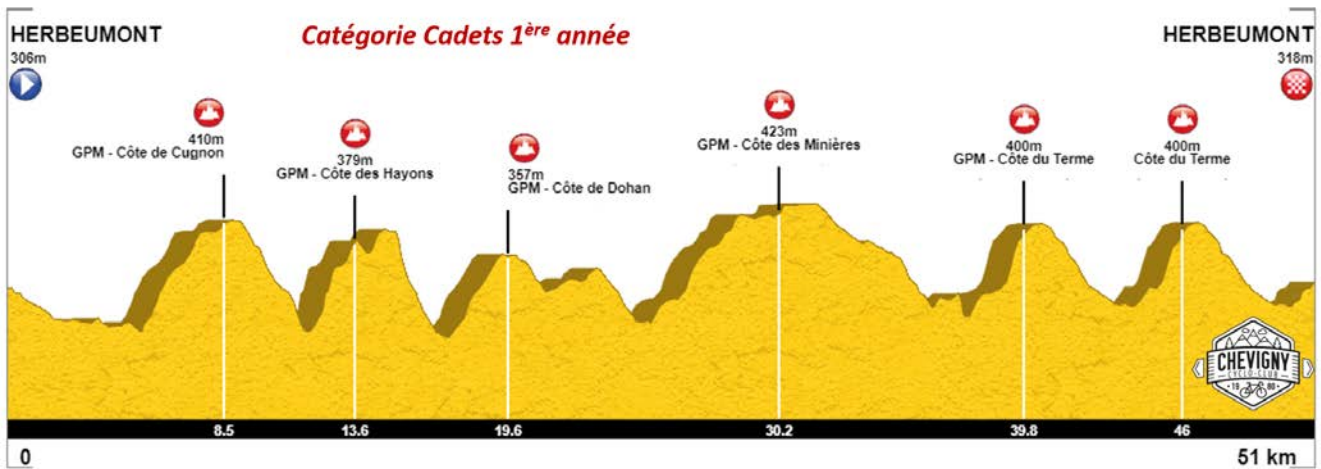 HERBEUMONT
306m
Catégorie Cadets 1ère année
HERBEUMONT
318m
410m
GPM - Côte de Cugnon
379m
GPM - Côte des Hayons
357m
GPM - Côte de Dohan
423m
GPM - Côte des Minières
400m
GPM - Côte du Terme
400m
Côte du Terme
CHEVIGNY
CYCLO-CLUB
19 80
8.5 13.6 19.6 30.2 39.8 46
0 51 km